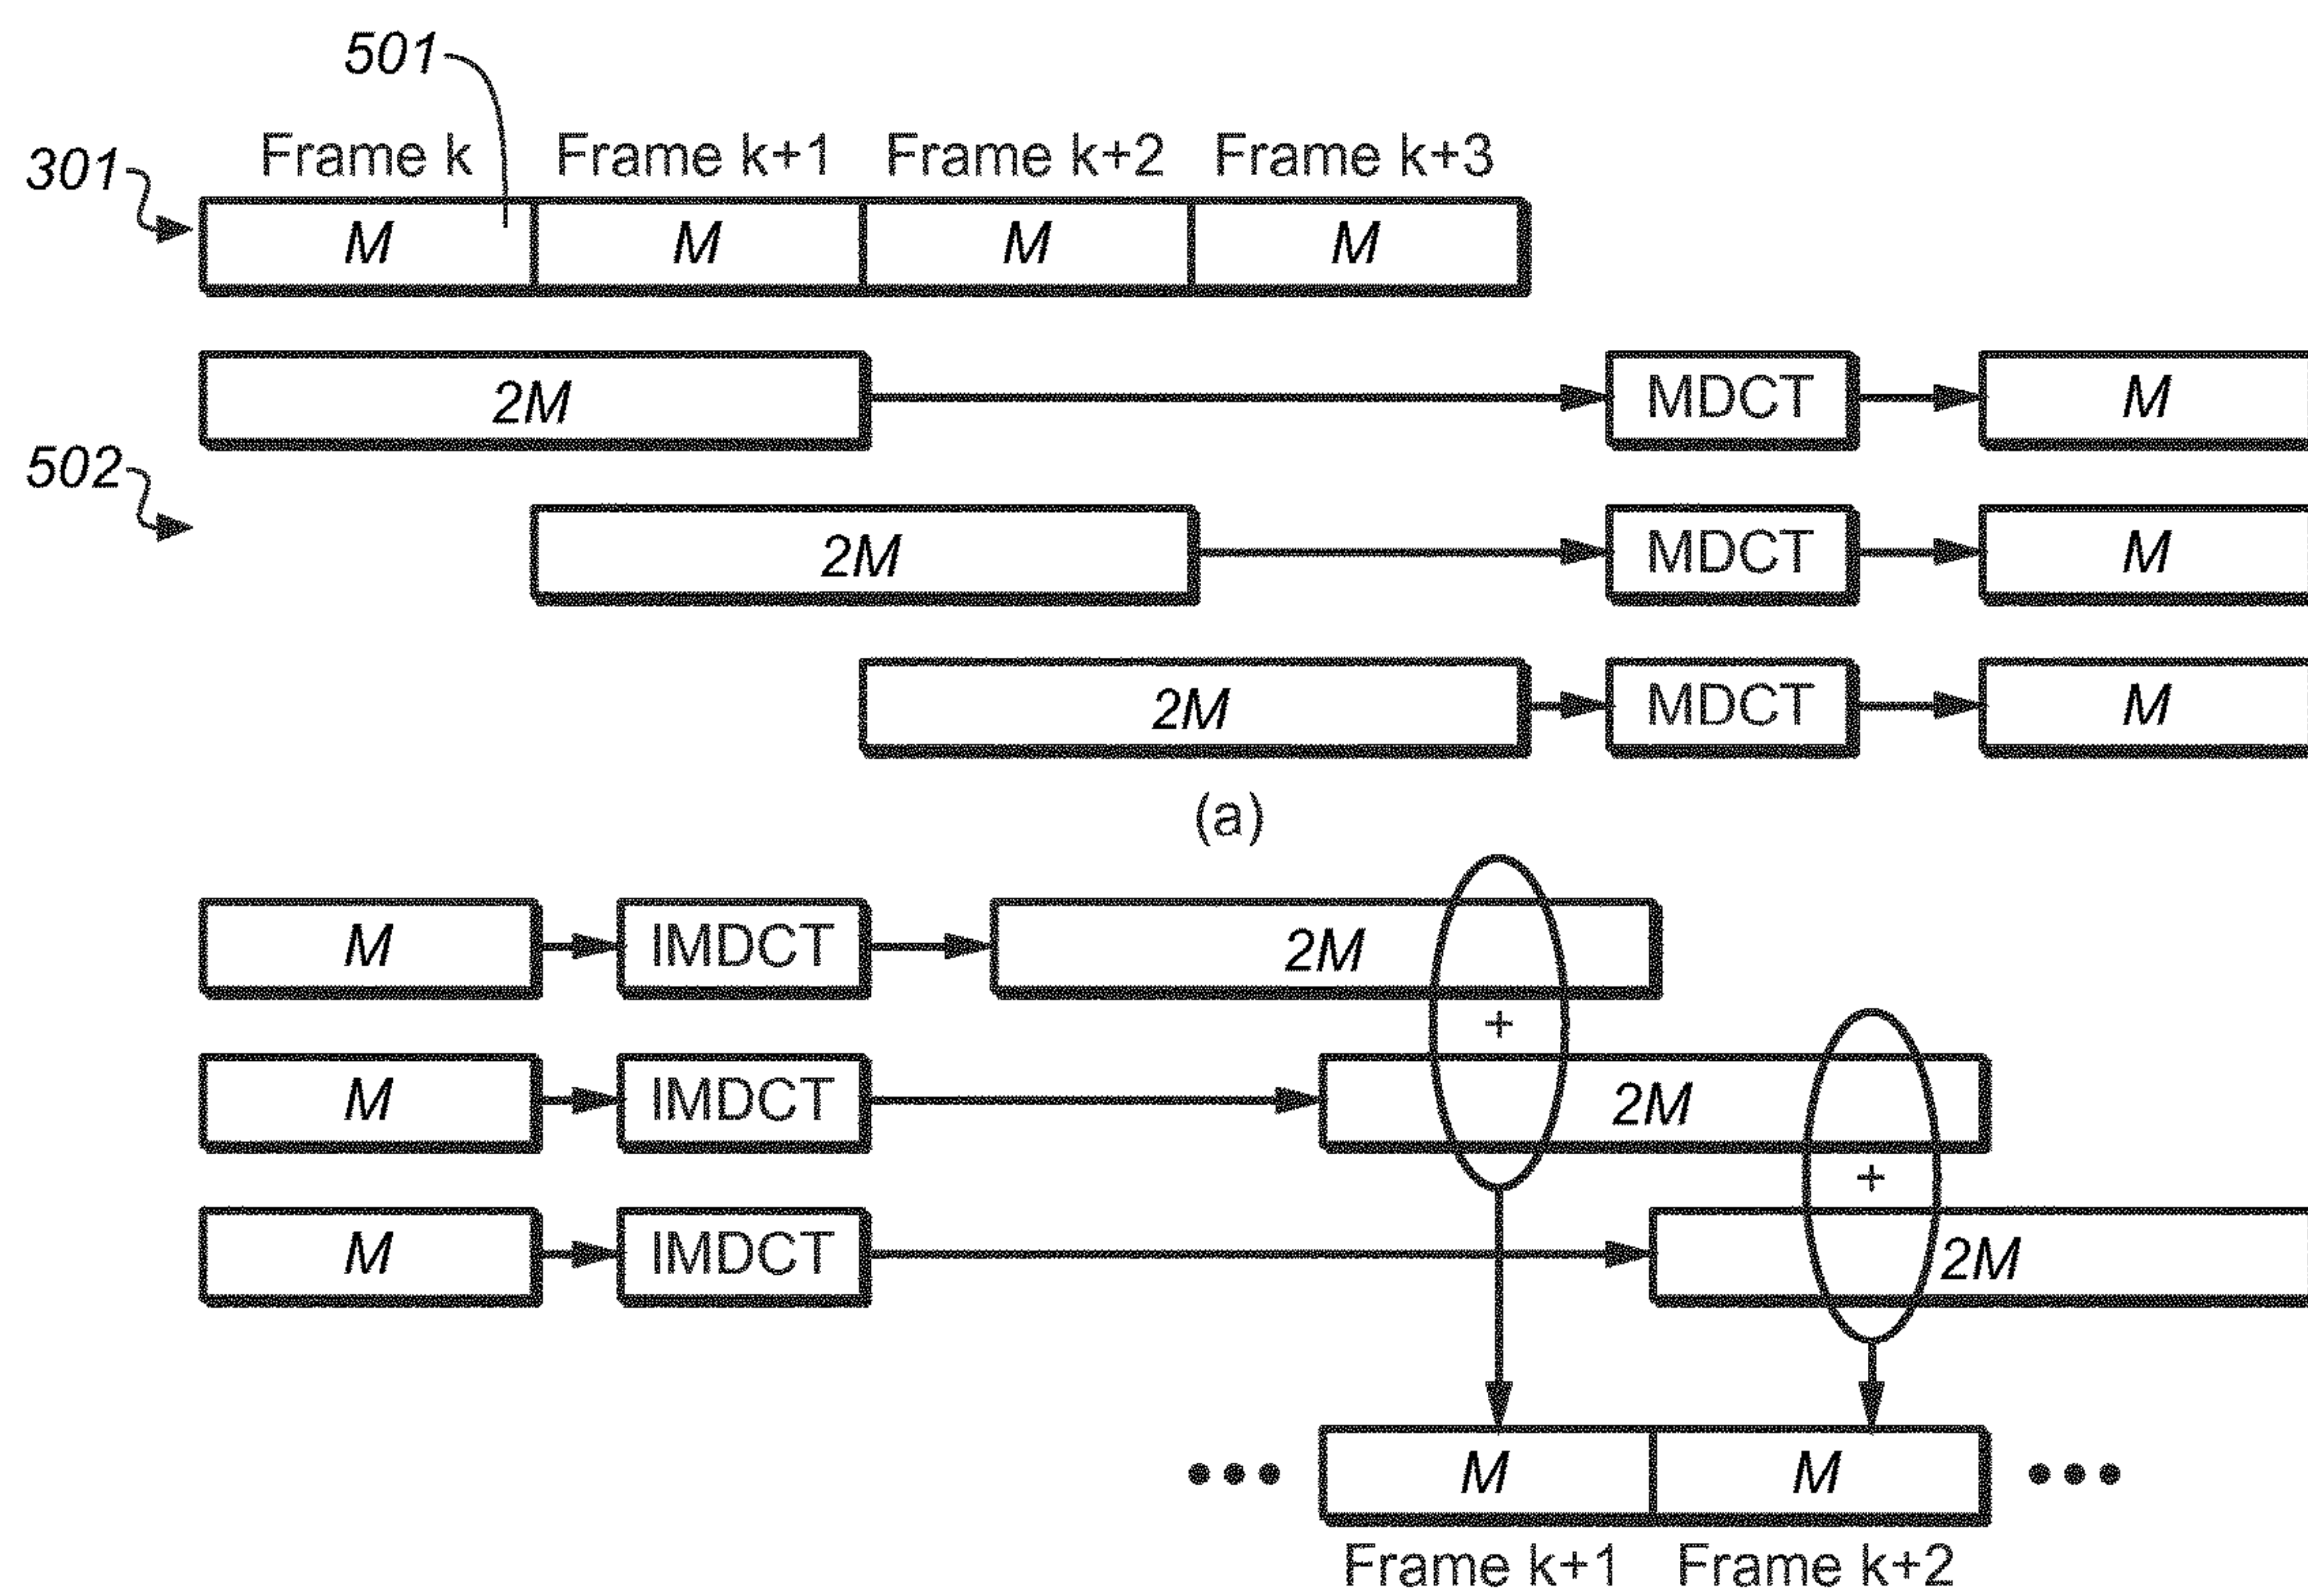 501
301
Frame k Frame k+1 Frame k+2 Frame k+3
M M M M
2M MDCT M
502
2M MDCT M
2M MDCT M
(a)
M IMDCT 2M
+
M IMDCT 2M
+
M IMDCT 2M
••• M M •••
Frame k+1 Frame k+2